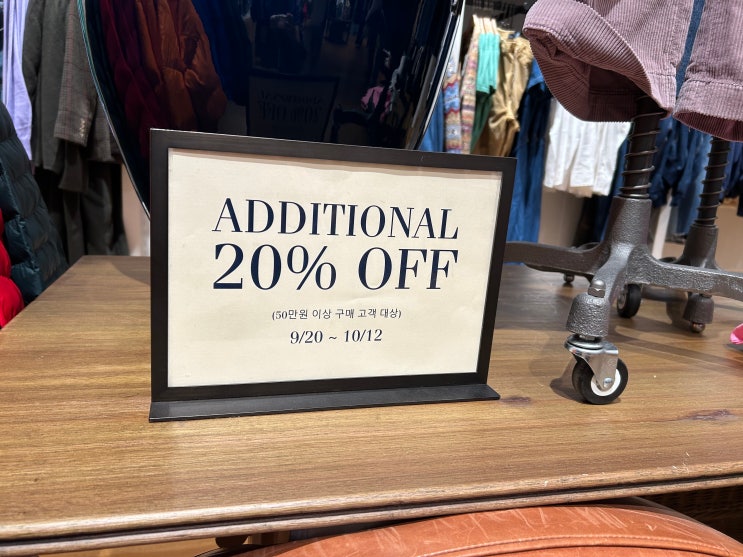 ADDITIONAL
20% OFF
(50만원 이상 구매 고객 대상)
9/20 ~ 10/12